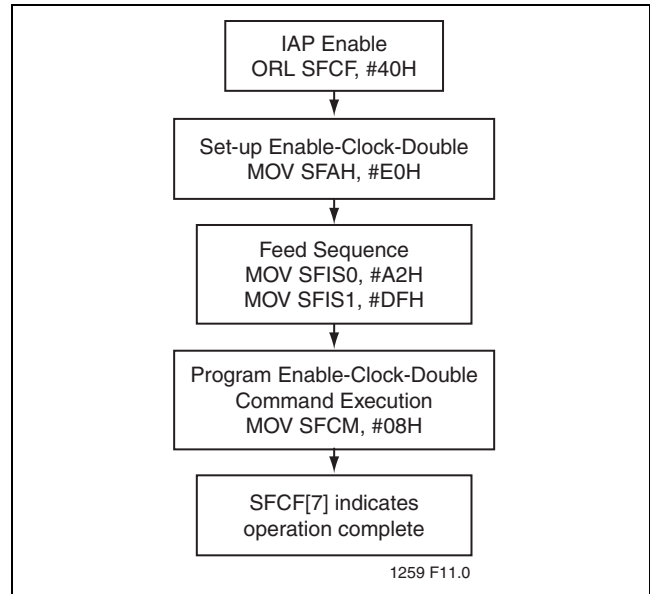 IAP Enable
ORL SFCF, #40H
Set-up Enable-Clock-Double
MOV SFAH, #E0H
Feed Sequence
MOV SFIS0, #A2H
MOV SFIS1, #DFH
Program Enable-Clock-Double
Command Execution
MOV SFCM, #08H
SFCF[7] indicates
operation complete
1259 F11.0